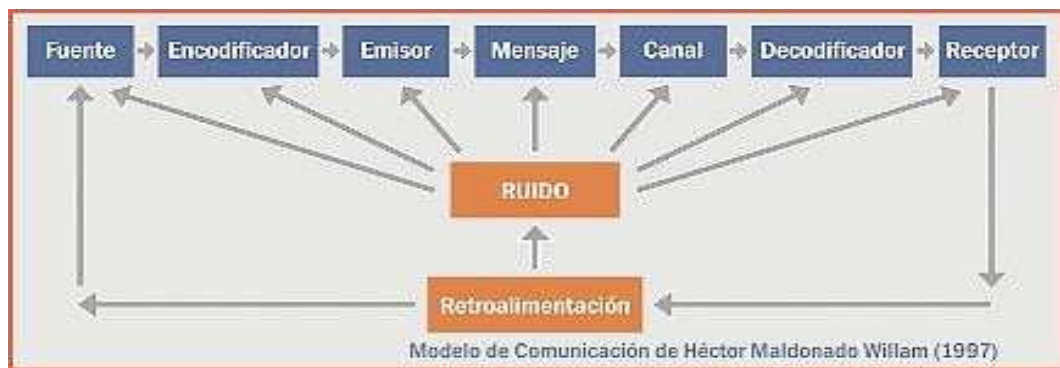 Fuente Encodificador Emisor Mensaje Canal Decodificador Receptor
RUIDO
Retroalimentación
Modelo de Comunicación de Héctor Maldonado Willam (1997)